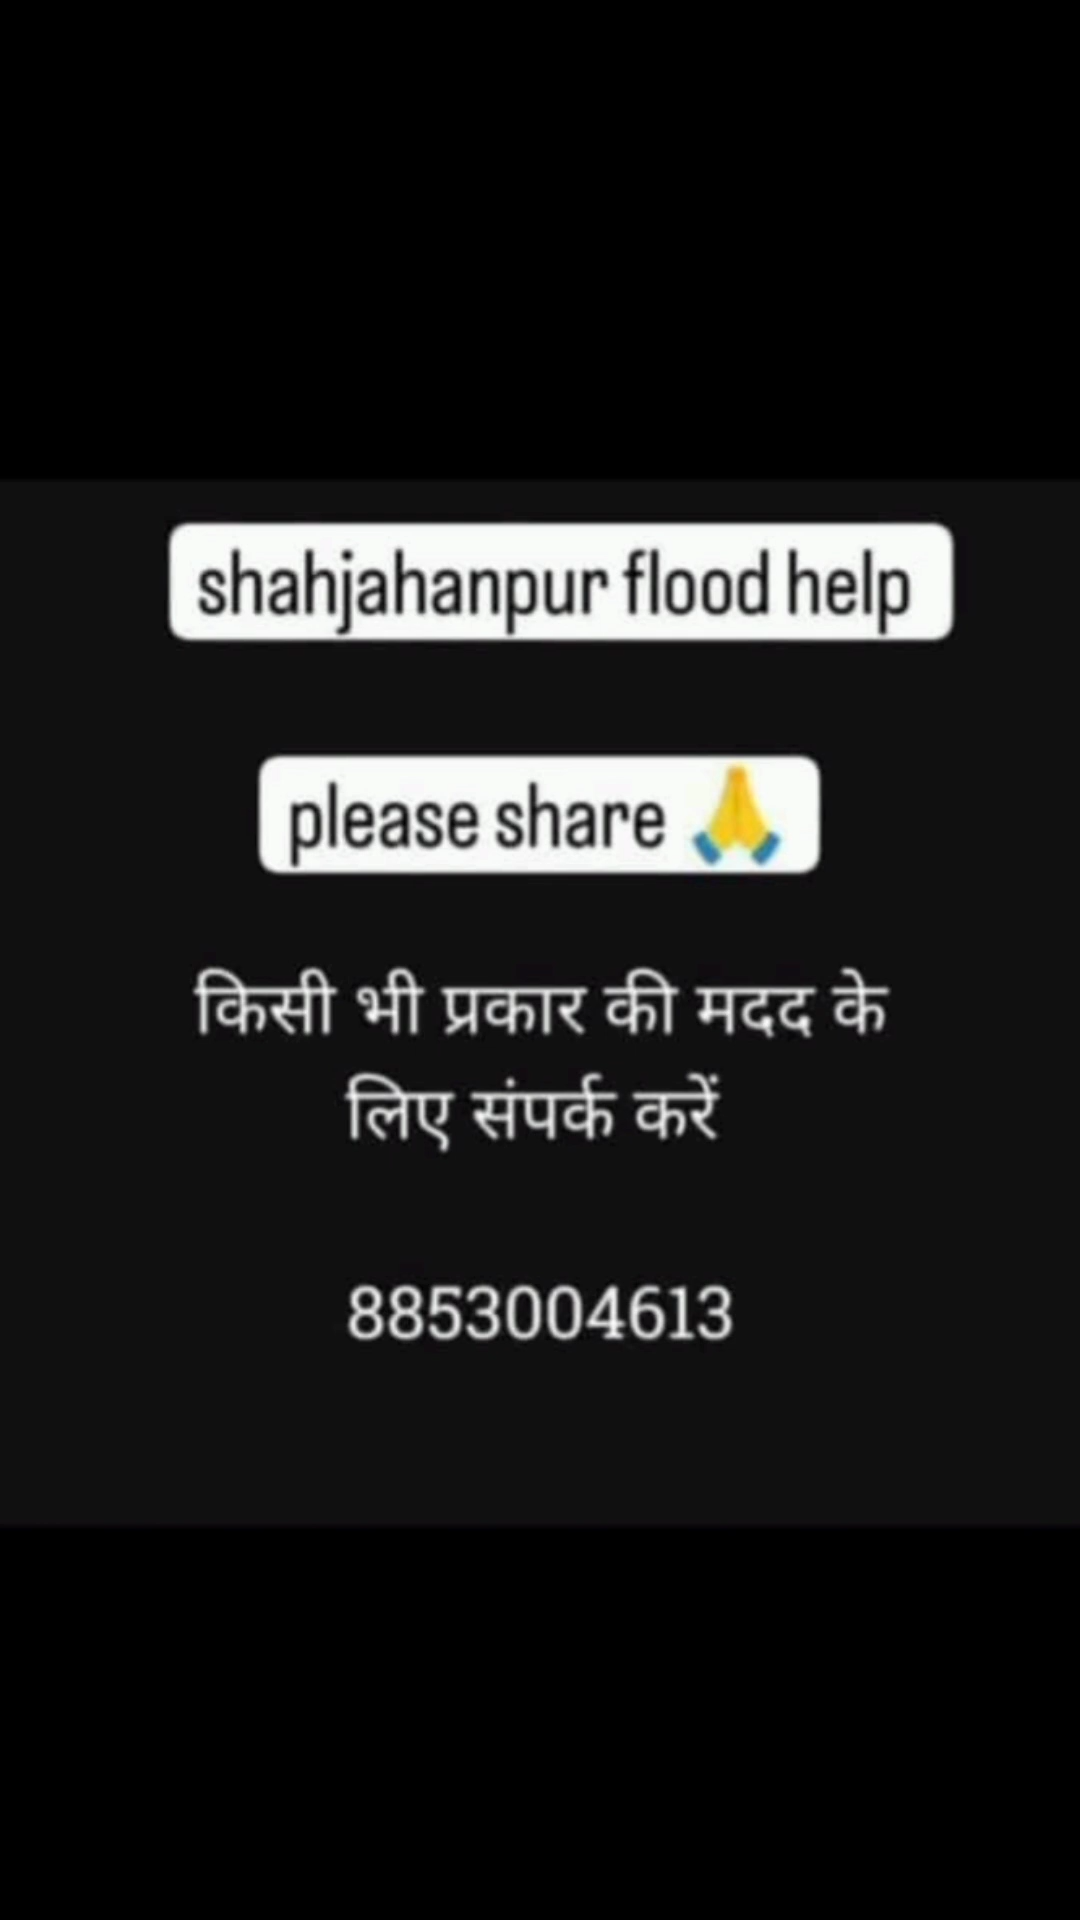 shahjahanpur flood help
please share 🙏
किसी भी प्रकार की मदद के
लिए संपर्क करें
8853004613